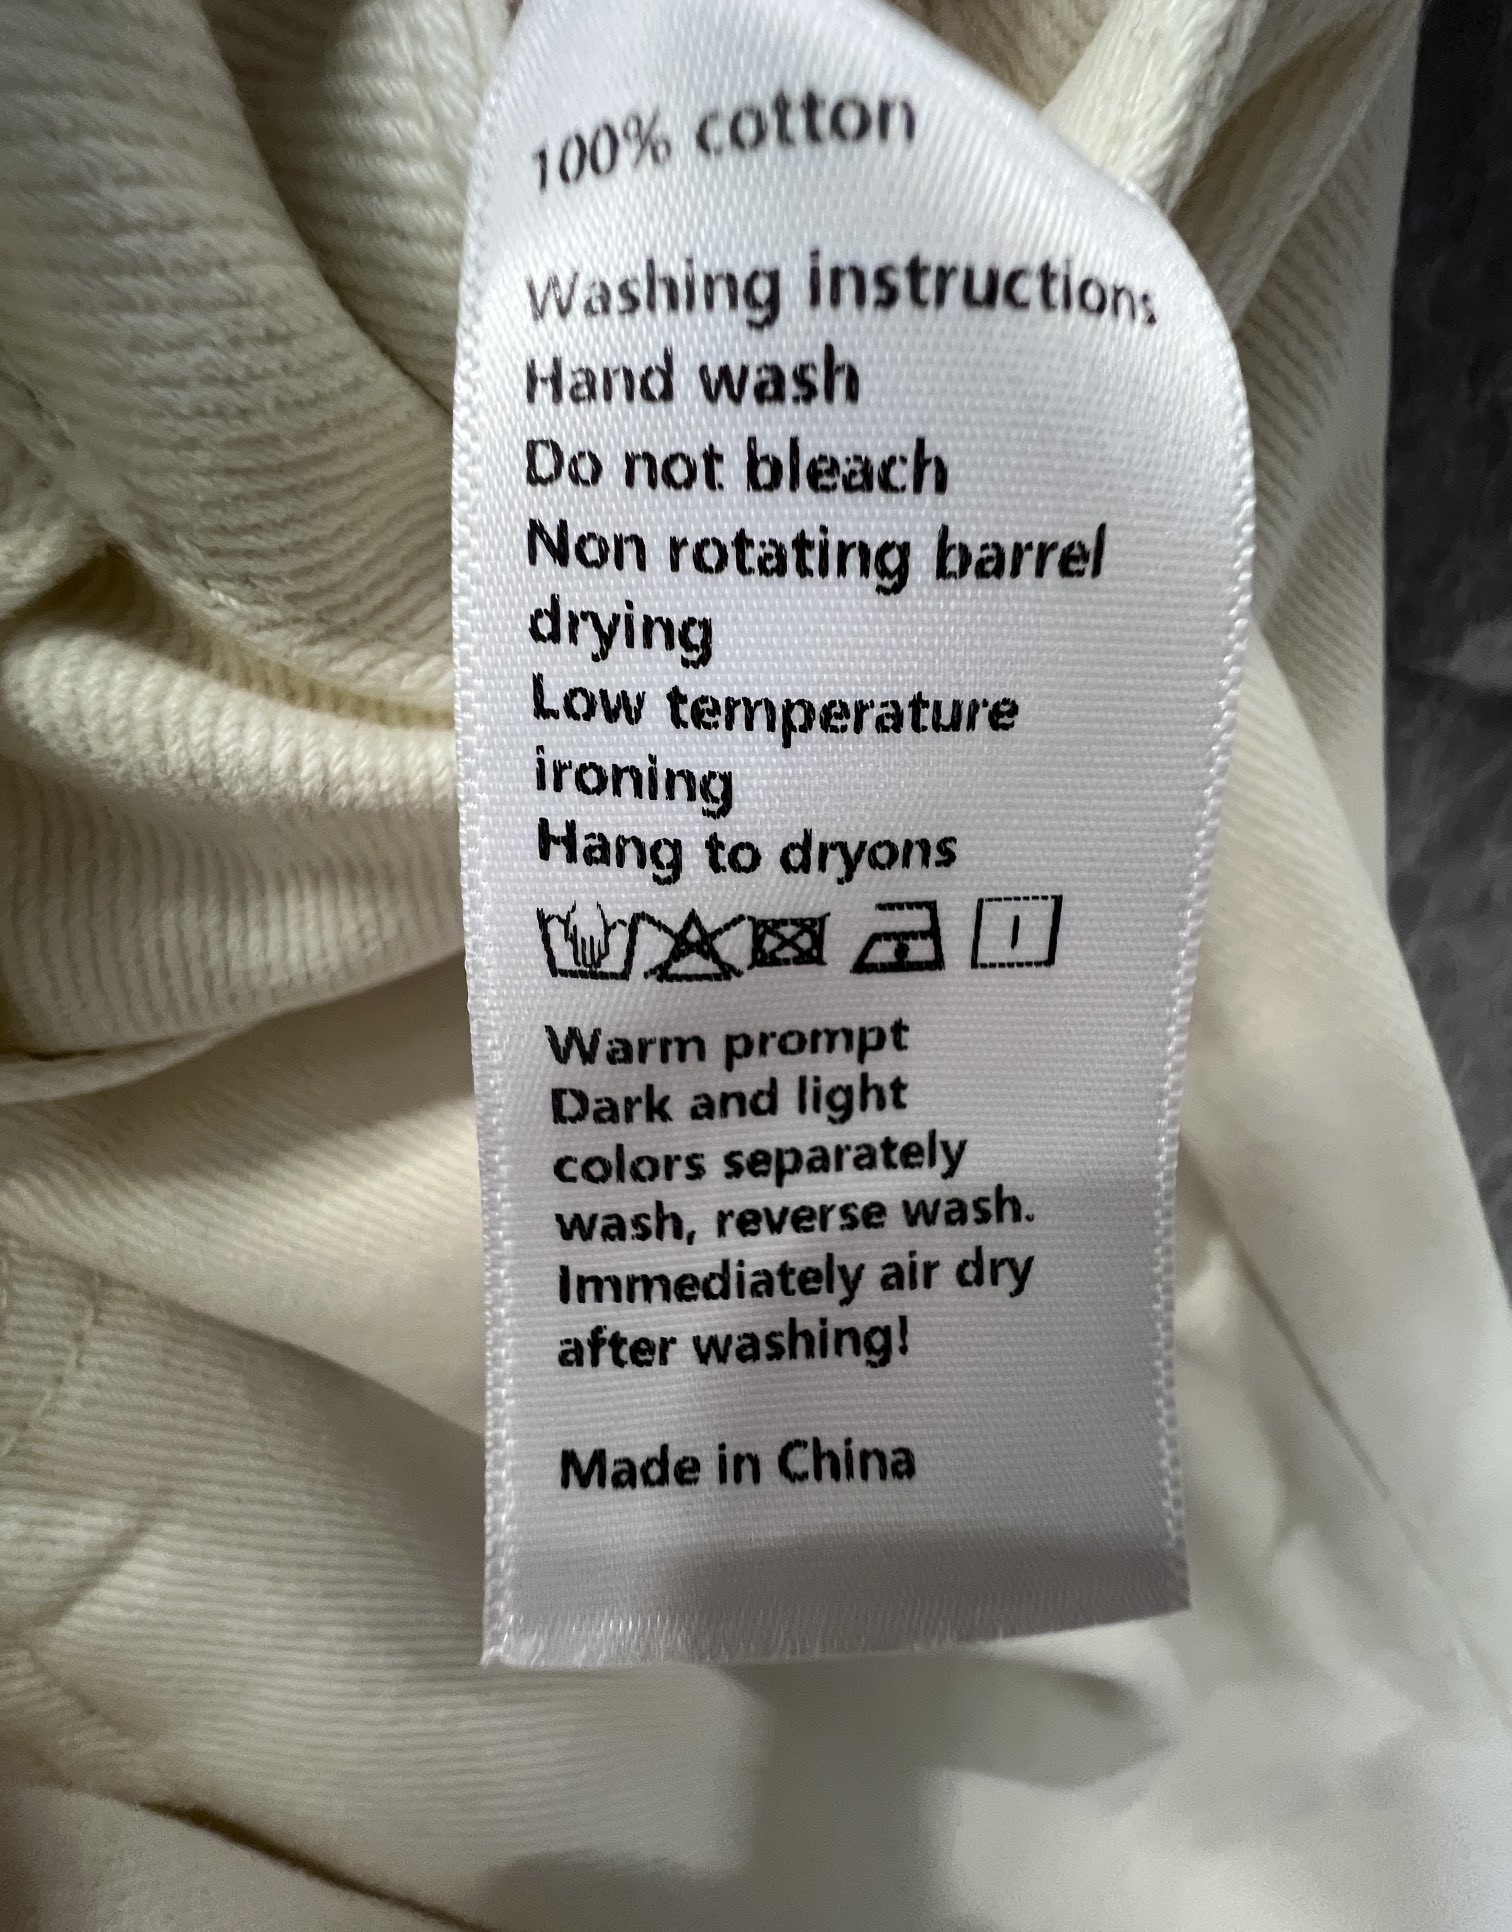 100% cotton
Washing instructions
Hand wash
Do not bleach
Non rotating barrel
drying
Low temperature
ironing
Hang to dryons
Warm prompt
Dark and light
colors separately
wash, reverse wash.
Immediately air dry
after washing!
Made in China